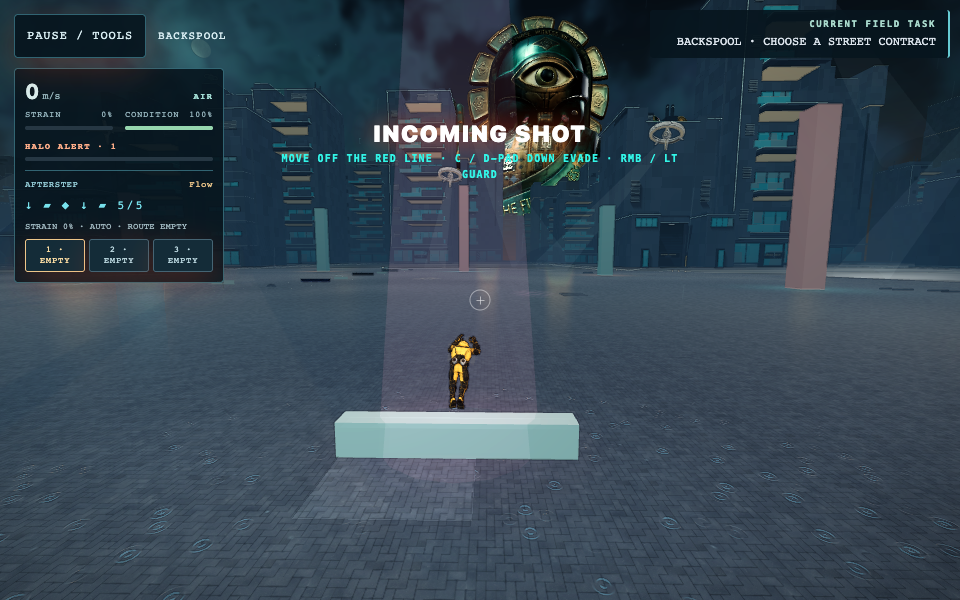 PAUSE / TOOLS
BACKSPOOL
CURRENT FIELD TASK
BACKSPOOL · CHOOSE A STREET CONTRACT
0 m/s
AIR
STRAIN 0%
CONDITION 100%
HALO ALERT · 1
AFTERSTEP
Flow
5/5
STRAIN 0% · AUTO · ROUTE EMPTY
1 · EMPTY
2 · EMPTY
3 · EMPTY
INCOMING SHOT
MOVE OFF THE RED LINE · C / D-PAD DOWN EVADE · RMB / LT
GUARD